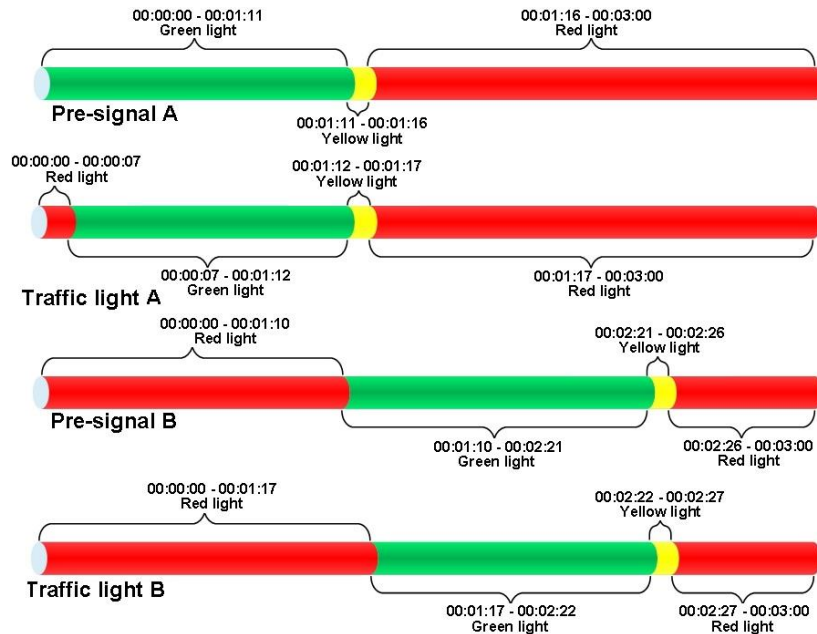 00:00:00 - 00:01:11
Green light
00:01:16 - 00:03:00
Red light
Pre-signal A
00:01:11 - 00:01:16
Yellow light
00:00:00 - 00:00:07
Red light
00:01:12 - 00:01:17
Yellow light
00:00:07 - 00:01:12
Green light
00:01:17 - 00:03:00
Red light
Traffic light A
00:00:00 - 00:01:10
Red light
00:02:21 - 00:02:26
Yellow light
Pre-signal B
00:01:10 - 00:02:21
Green light
00:02:26 - 00:03:00
Red light
00:00:00 - 00:01:17
Red light
00:02:22 - 00:02:27
Yellow light
Traffic light B
00:01:17 - 00:02:22
Green light
00:02:27 - 00:03:00
Red light